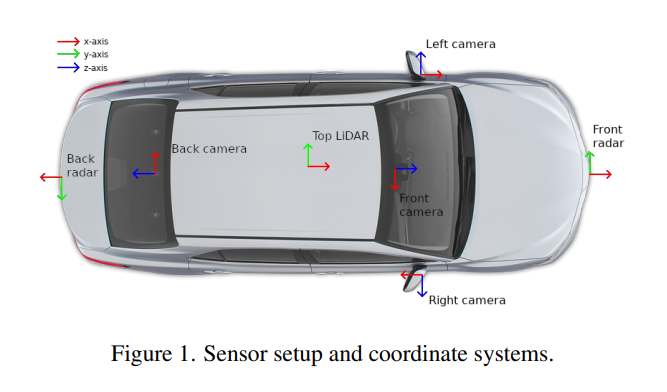 x-axis
y-axis
z-axis
Left camera
Front
radar
Top LiDAR
Back camera
Back
radar
Front
camera
Right camera
Figure 1. Sensor setup and coordinate systems.